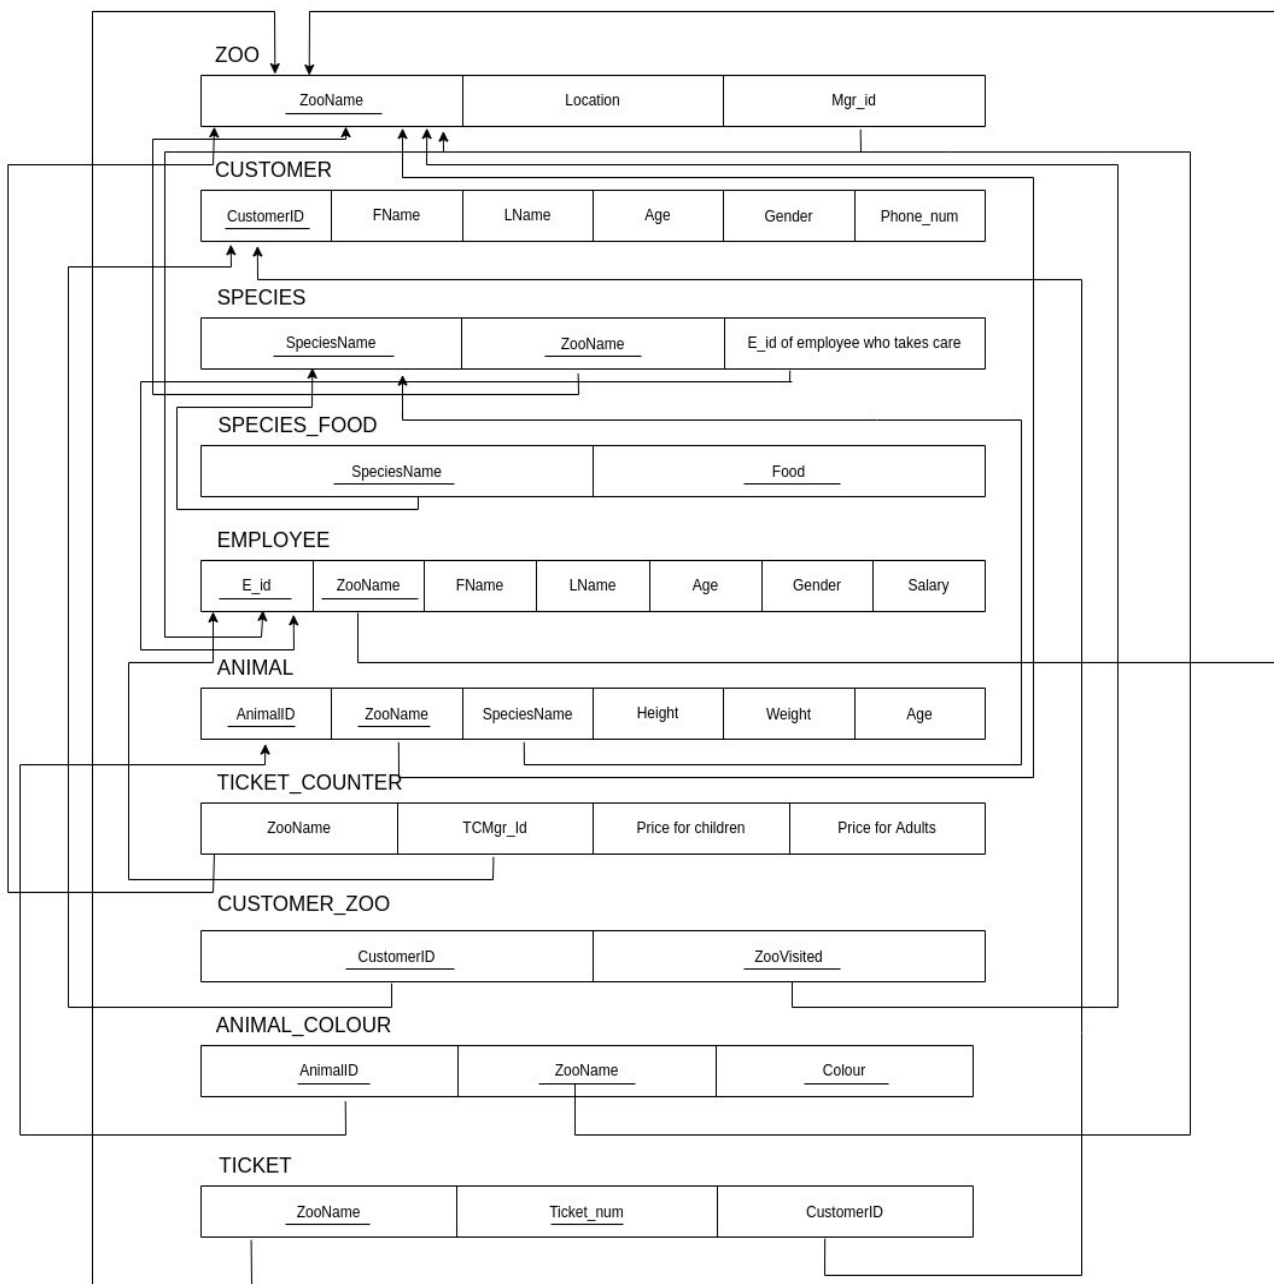 ZOO
ZooName Location Mgr_id
CUSTOMER
CustomerID FName LName Age Gender Phone_num
SPECIES
SpeciesName ZooName E_id of employee who takes care
SPECIES_FOOD
SpeciesName Food
EMPLOYEE
E_id ZooName FName LName Age Gender Salary
ANIMAL
AnimalID ZooName SpeciesName Height Weight Age
TICKET_COUNTER
ZooName TCMgr_Id Price for children Price for Adults
CUSTOMER_ZOO
CustomerID ZooVisited
ANIMAL_COLOUR
AnimalID ZooName Colour
TICKET
ZooName Ticket_num CustomerID